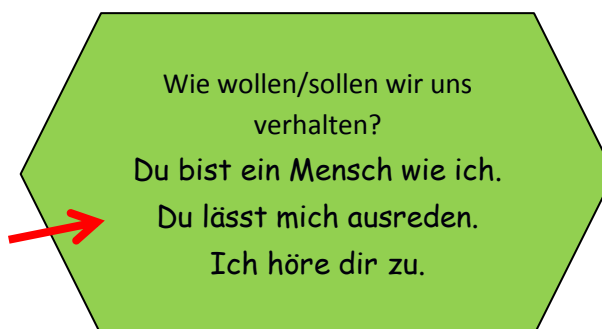 Wie wollen/sollen wir uns
verhalten?
Du bist ein Mensch wie ich.
Du lässt mich ausreden.
Ich höre dir zu.